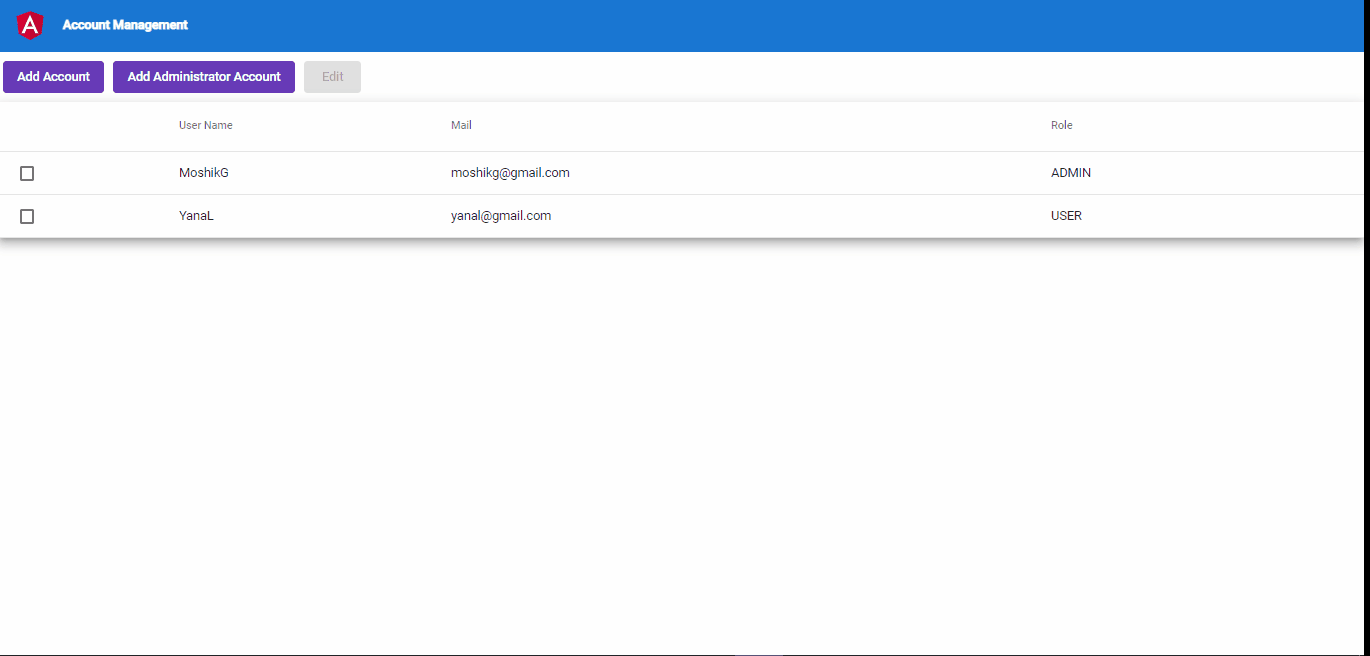 A Account Management
Add Account Add Administrator Account Edit
User Name Mail Role
MoshikG moshikg@gmail.com ADMIN
YanaL yanal@gmail.com USER